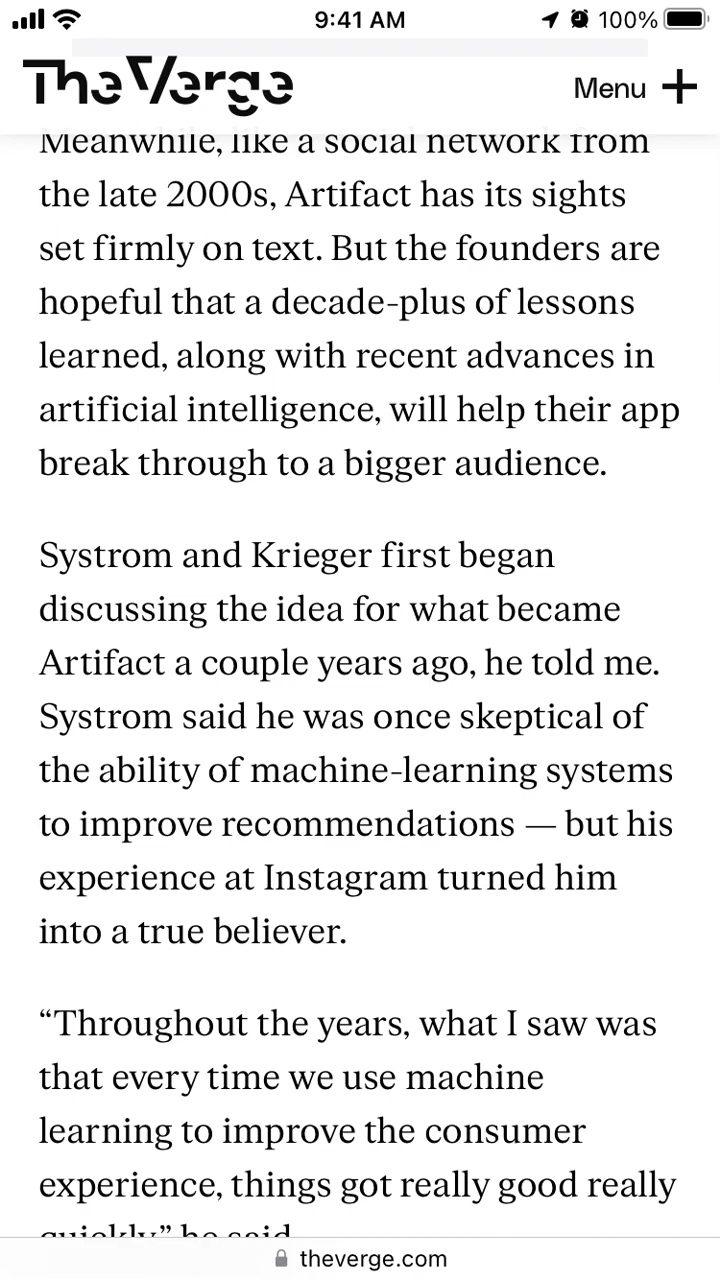 9:41 AM
100%
The Verge
Menu
Meanwhile, like a social network from
the late 2000s, Artifact has its sights
set firmly on text. But the founders are
hopeful that a decade-plus of lessons
learned, along with recent advances in
artificial intelligence, will help their app
break through to a bigger audience.
Systrom and Krieger first began
discussing the idea for what became
Artifact a couple years ago, he told me.
Systrom said he was once skeptical of
the ability of machine-learning systems
to improve recommendations — but his
experience at Instagram turned him
into a true believer.
“Throughout the years, what I saw was
that every time we use machine
learning to improve the consumer
experience, things got really good really
quickly,” he said.
theverge.com